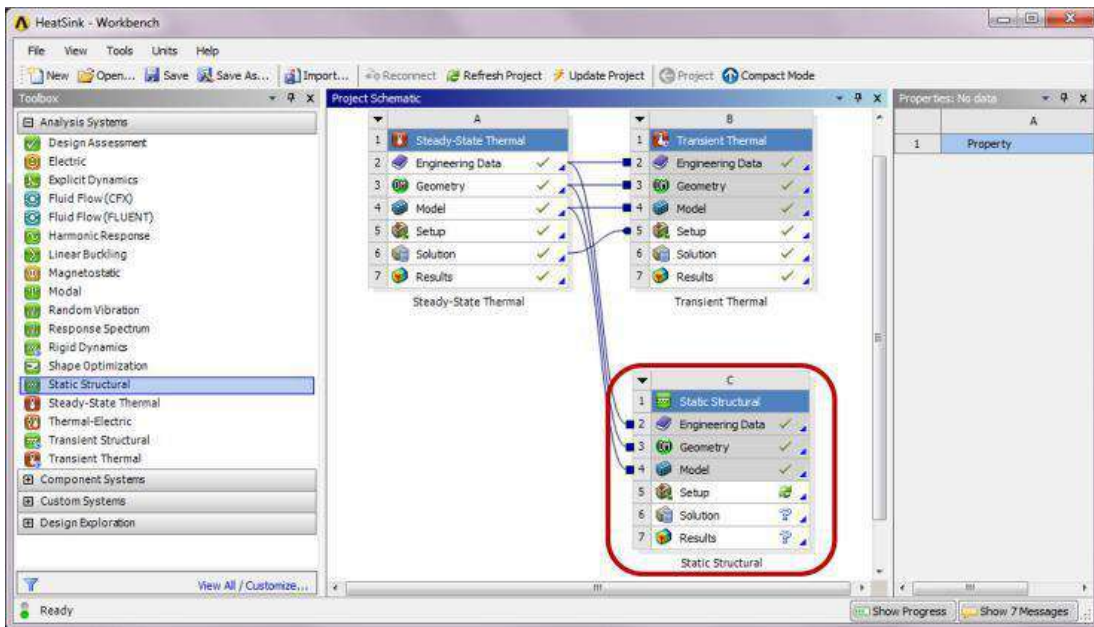 HeatSink - Workbench
File View Tools Units Help
New Open... Save Save As... Import... Reconnect Refresh Project Update Project Project Compact Mode
Toolbox
Analysis Systems
Design Assessment
Electric
Explicit Dynamics
Fluid Flow (CFX)
Fluid Flow (FLUENT)
Harmonic Response
Linear Buckling
Magnetostatic
Modal
Random Vibration
Response Spectrum
Rigid Dynamics
Shape Optimization
Static Structural
Steady-State Thermal
Thermal-Electric
Transient Structural
Transient Thermal
Component Systems
Custom Systems
Design Exploration
View All / Customize...
Project Schematic
A
1 Steady-State Thermal
2 Engineering Data
3 Geometry
4 Model
5 Setup
6 Solution
7 Results
Steady-State Thermal
B
1 Transient Thermal
2 Engineering Data
3 Geometry
4 Model
5 Setup
6 Solution
7 Results
Transient Thermal
C
1 Static Structural
2 Engineering Data
3 Geometry
4 Model
5 Setup
6 Solution
7 Results
Static Structural
Properties: No data
A
1 Property
Ready
Show Progress Show 7 Messages